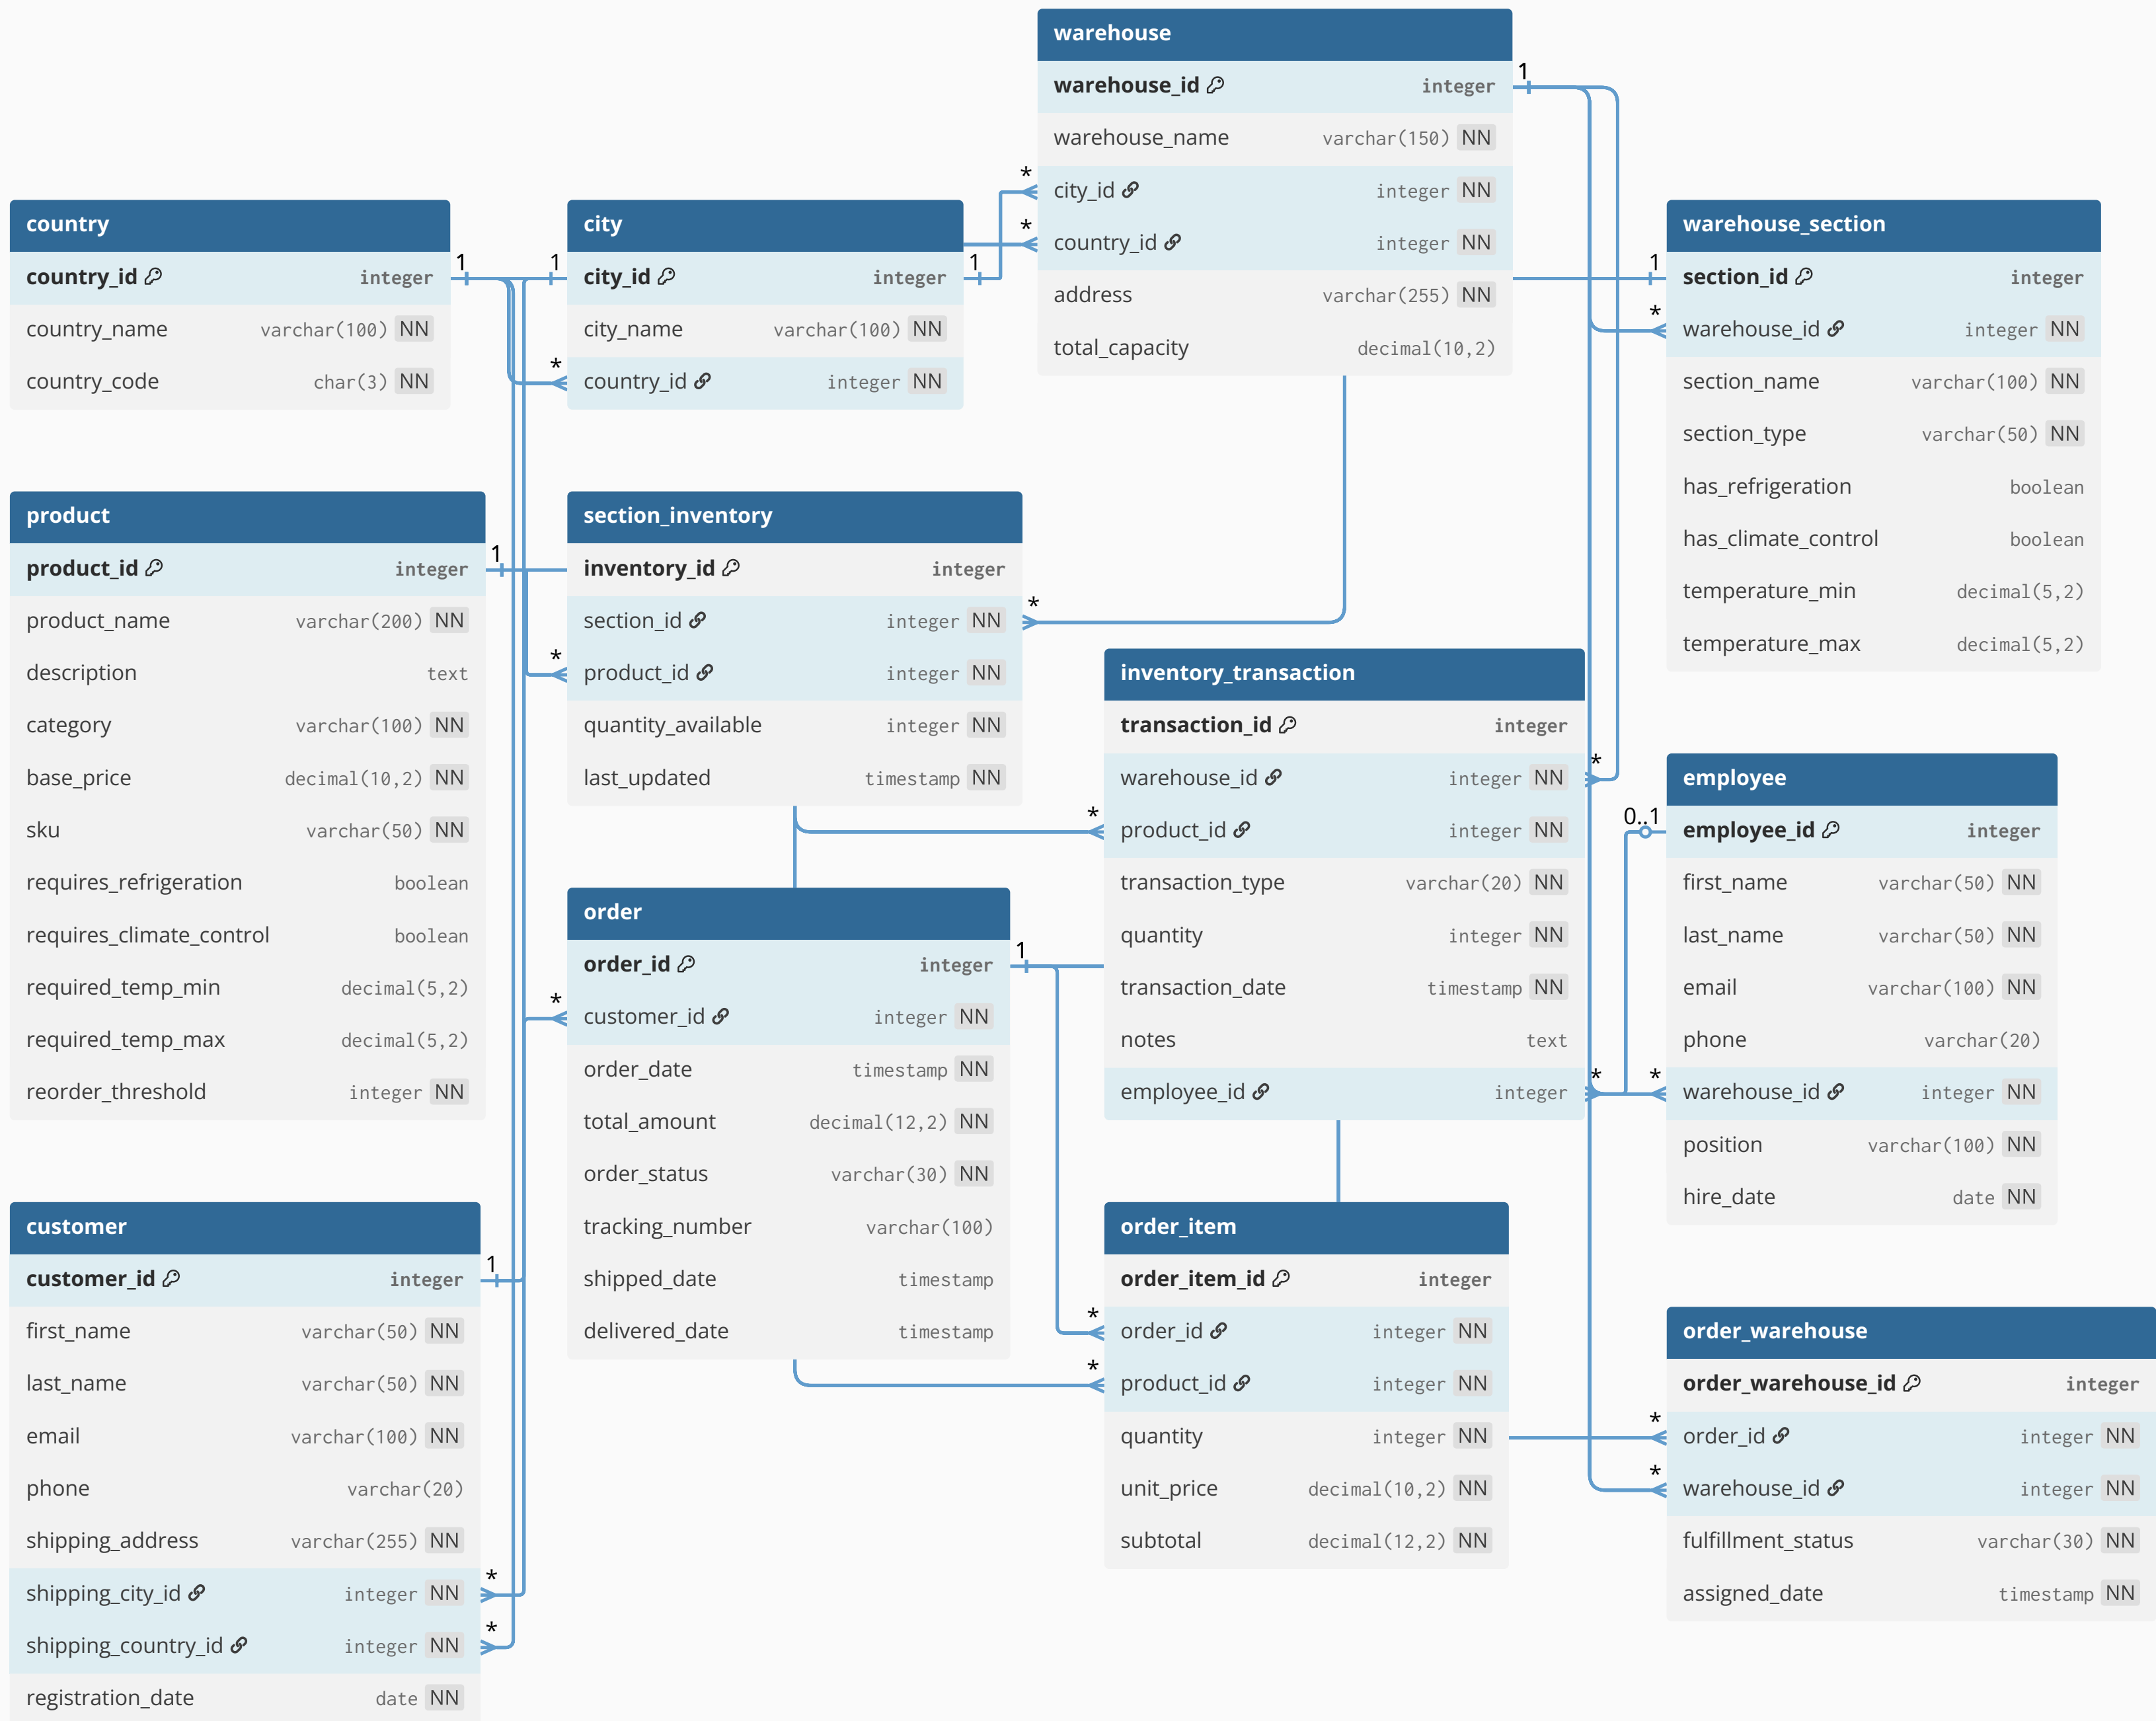 warehouse
1
warehouse_id integer
warehouse_name varchar(150) NN
*
city_id integer NN
*
country_id integer NN
address varchar(255) NN
total_capacity decimal(10,2)
country
1
country_id integer
country_name varchar(100) NN
country_code char(3) NN
city
1
1
city_id integer
city_name varchar(100) NN
*
country_id integer NN
warehouse_section
1
section_id integer
*
warehouse_id integer NN
section_name varchar(100) NN
section_type varchar(50) NN
has_refrigeration boolean
has_climate_control boolean
temperature_min decimal(5,2)
temperature_max decimal(5,2)
product
1
product_id integer
product_name varchar(200) NN
description text
category varchar(100) NN
base_price decimal(10,2) NN
sku varchar(50) NN
requires_refrigeration boolean
requires_climate_control boolean
required_temp_min decimal(5,2)
required_temp_max decimal(5,2)
reorder_threshold integer NN
section_inventory
inventory_id integer
*
section_id integer NN
*
product_id integer NN
quantity_available integer NN
last_updated timestamp NN
inventory_transaction
transaction_id integer
*
warehouse_id integer NN
*
product_id integer NN
transaction_type varchar(20) NN
quantity integer NN
transaction_date timestamp NN
notes text
*
employee_id integer
employee
0..1
employee_id integer
first_name varchar(50) NN
last_name varchar(50) NN
email varchar(100) NN
phone varchar(20)
*
warehouse_id integer NN
position varchar(100) NN
hire_date date NN
order
1
order_id integer
*
customer_id integer NN
order_date timestamp NN
total_amount decimal(12,2) NN
order_status varchar(30) NN
tracking_number varchar(100)
shipped_date timestamp
delivered_date timestamp
customer
1
customer_id integer
first_name varchar(50) NN
last_name varchar(50) NN
email varchar(100) NN
phone varchar(20)
shipping_address varchar(255) NN
*
shipping_city_id integer NN
*
shipping_country_id integer NN
registration_date date NN
order_item
order_item_id integer
*
order_id integer NN
*
product_id integer NN
quantity integer NN
unit_price decimal(10,2) NN
subtotal decimal(12,2) NN
order_warehouse
order_warehouse_id integer
*
order_id integer NN
*
warehouse_id integer NN
fulfillment_status varchar(30) NN
assigned_date timestamp NN